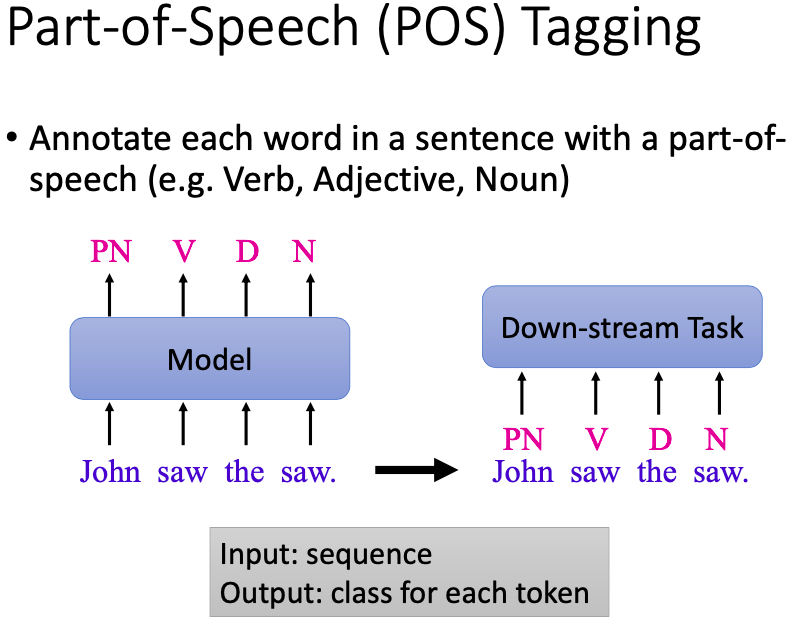 Part-of-Speech (POS) Tagging
• Annotate each word in a sentence with a part-of-
speech (e.g. Verb, Adjective, Noun)
PN V D N
Model
John saw the saw.
Down-stream Task
PN V D N
John saw the saw.
Input: sequence
Output: class for each token